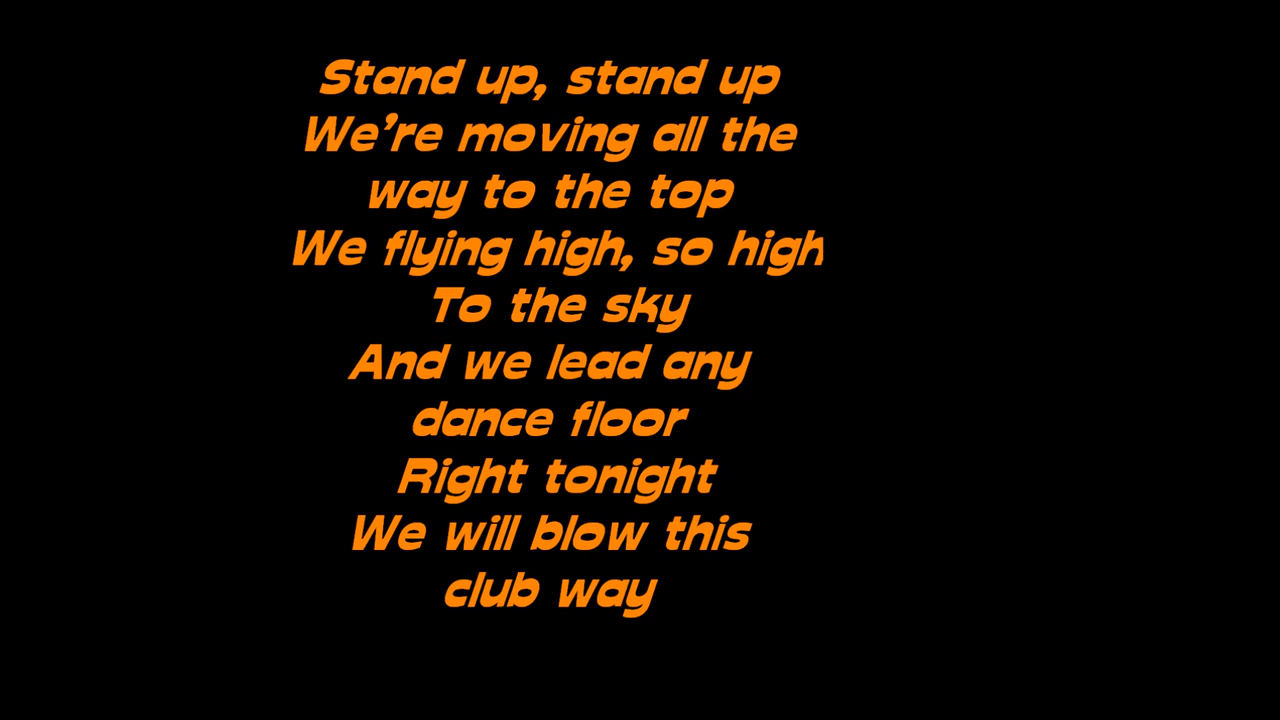 Stand up, stand up
We're moving all the
way to the top
We flying high, so high
To the sky
And we lead any
dance floor
Right tonight
We will blow this
club way